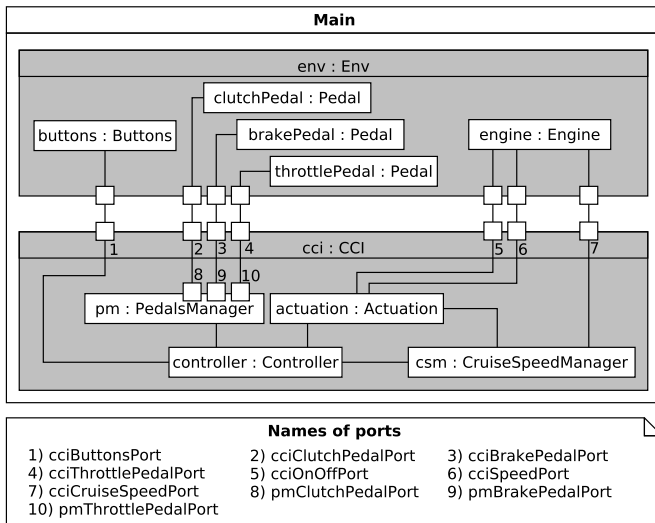 Main
env : Env
clutchPedal : Pedal
buttons : Buttons
brakePedal : Pedal
engine : Engine
throttlePedal : Pedal
1
2
3
4
cci : CCI
5
6
7
8
9
10
pm : PedalsManager
actuation : Actuation
controller : Controller
csm : CruiseSpeedManager
Names of ports
1) cciButtonsPort 2) cciClutchPedalPort 3) cciBrakePedalPort
4) cciThrottlePedalPort 5) cciOnOffPort 6) cciSpeedPort
7) cciCruiseSpeedPort 8) pmClutchPedalPort 9) pmBrakePedalPort
10) pmThrottlePedalPort